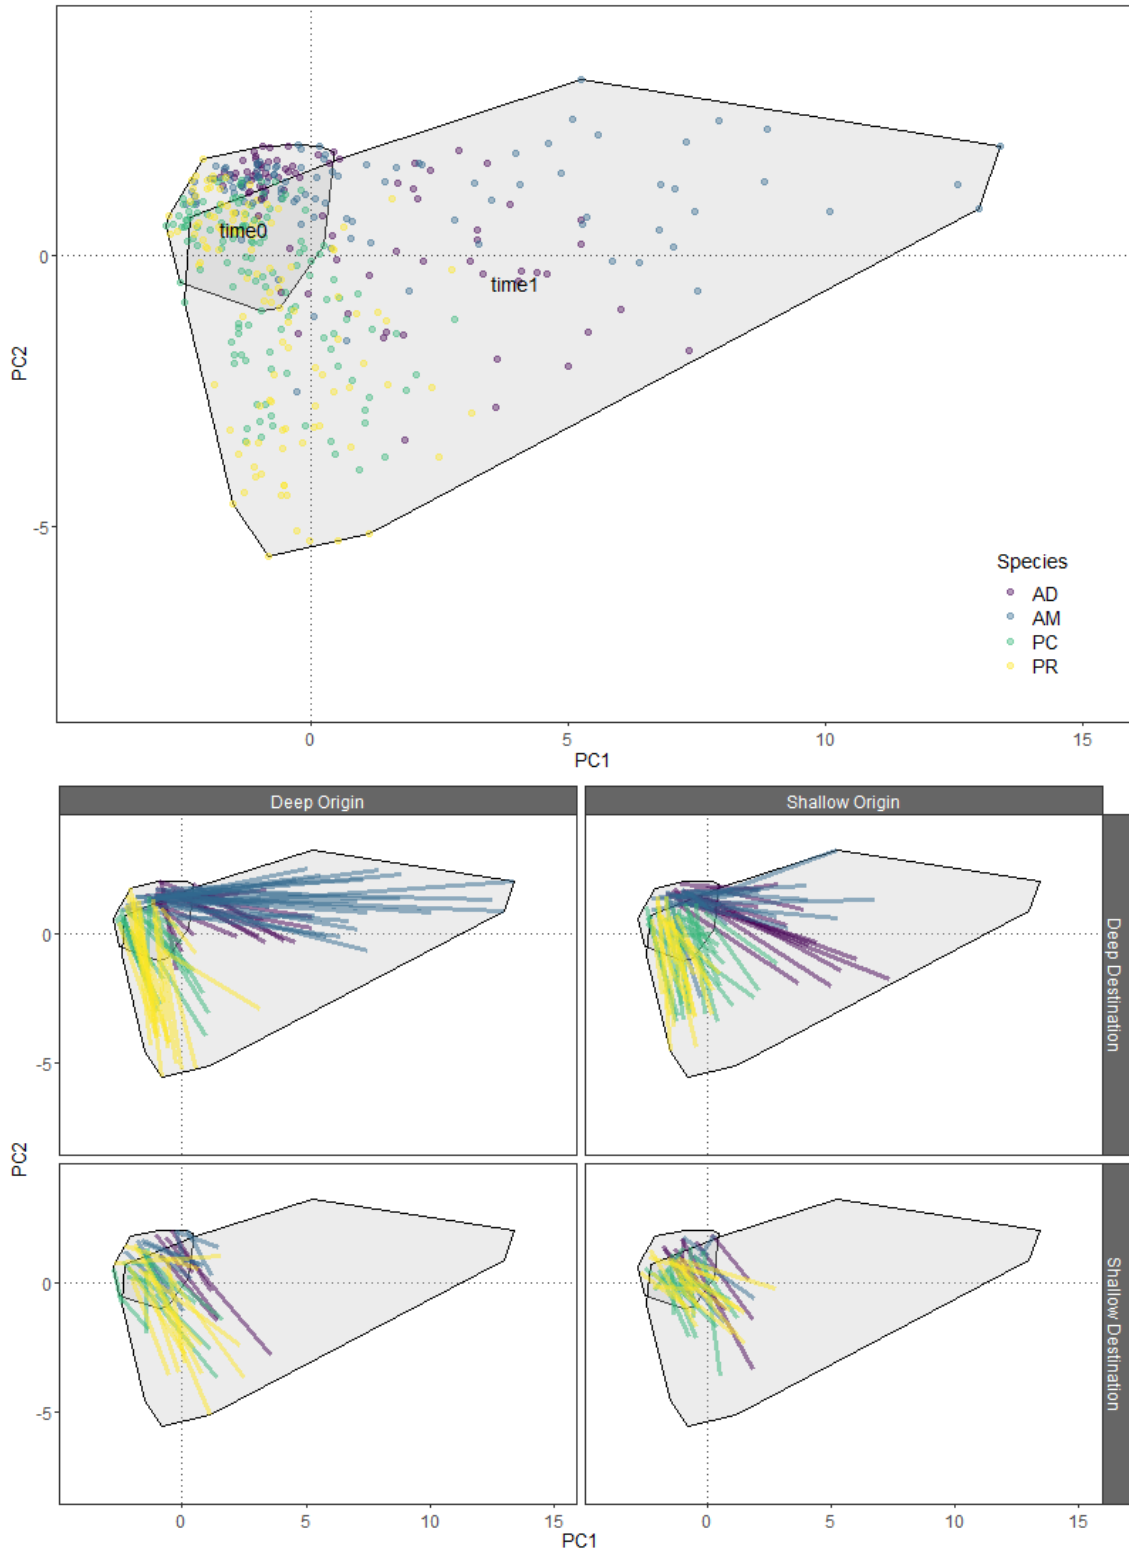 time0
time1
0
-5
PC2
Species
AD
AM
PC
PR
0 5 10 15
PC1
Deep Origin Shallow Origin
0
-5
Deep Destination
PC2
0
-5
Shallow Destination
0 5 10 15 0 5 10 15
PC1